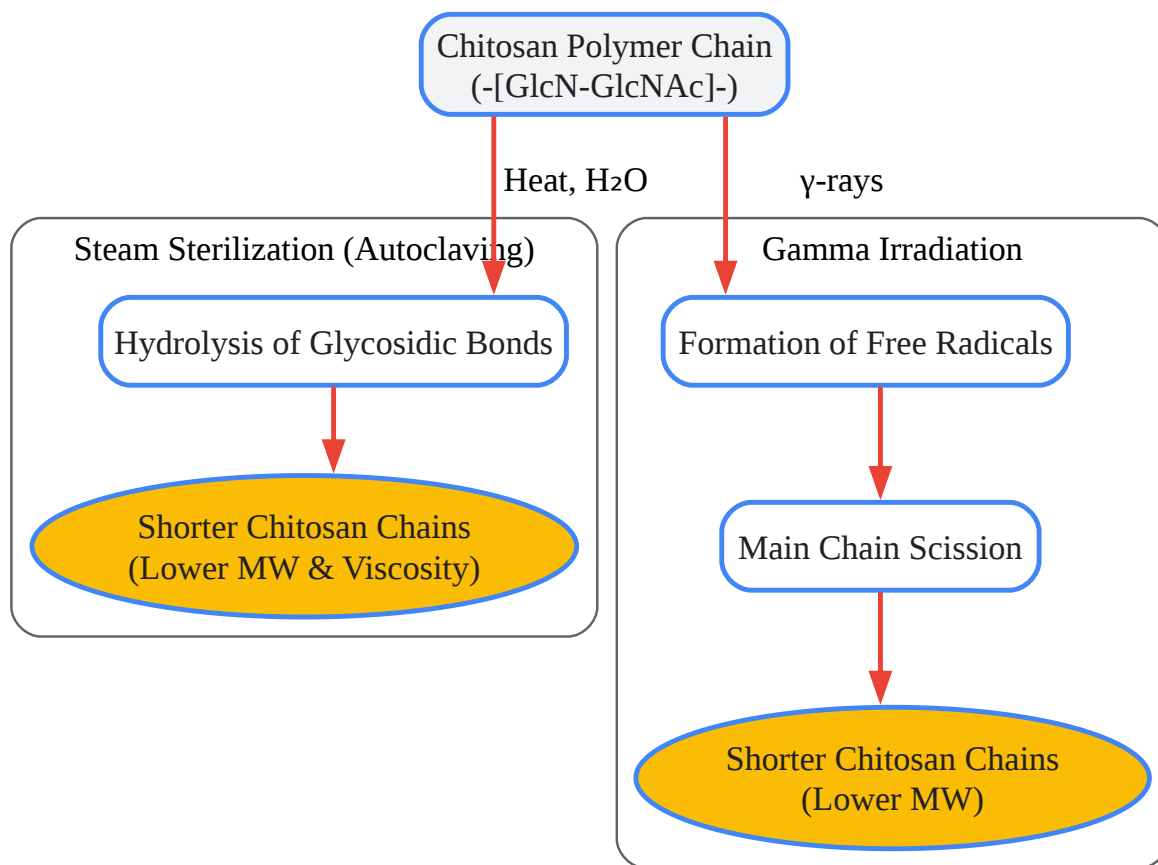 Chitosan Polymer Chain
(-[GlcN-GlcNAc]-)
Heat, H₂O
γ-rays
Steam Sterilization (Autoclaving)
Hydrolysis of Glycosidic Bonds
Shorter Chitosan Chains
(Lower MW & Viscosity)
Gamma Irradiation
Formation of Free Radicals
Main Chain Scission
Shorter Chitosan Chains
(Lower MW)